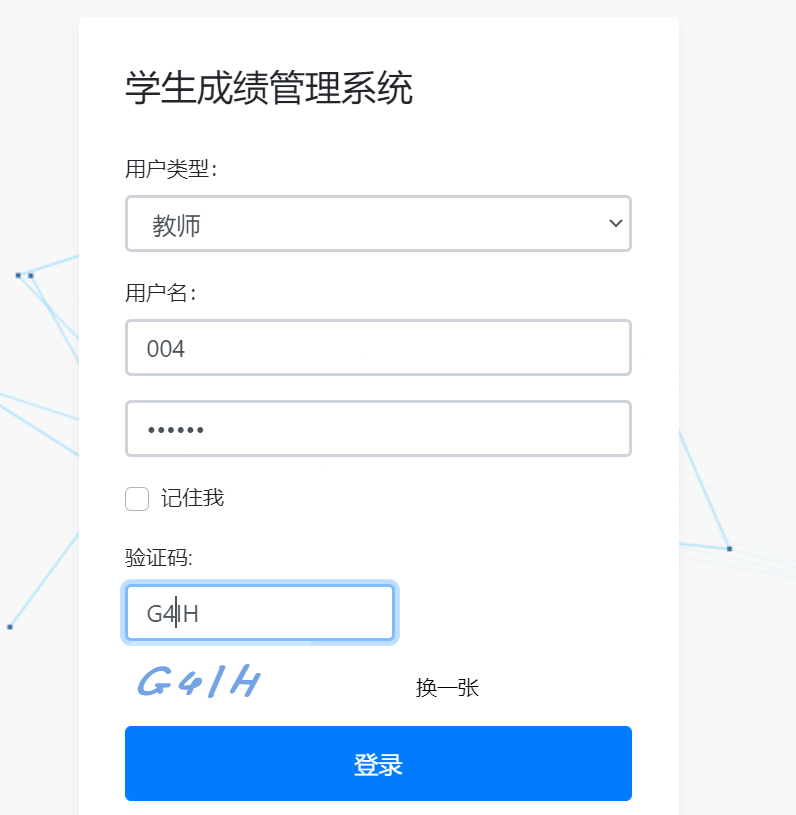 学生成绩管理系统
用户类型：
教师
用户名：
004
••••••
记住我
验证码:
G4IH
G4IH
换一张
登录